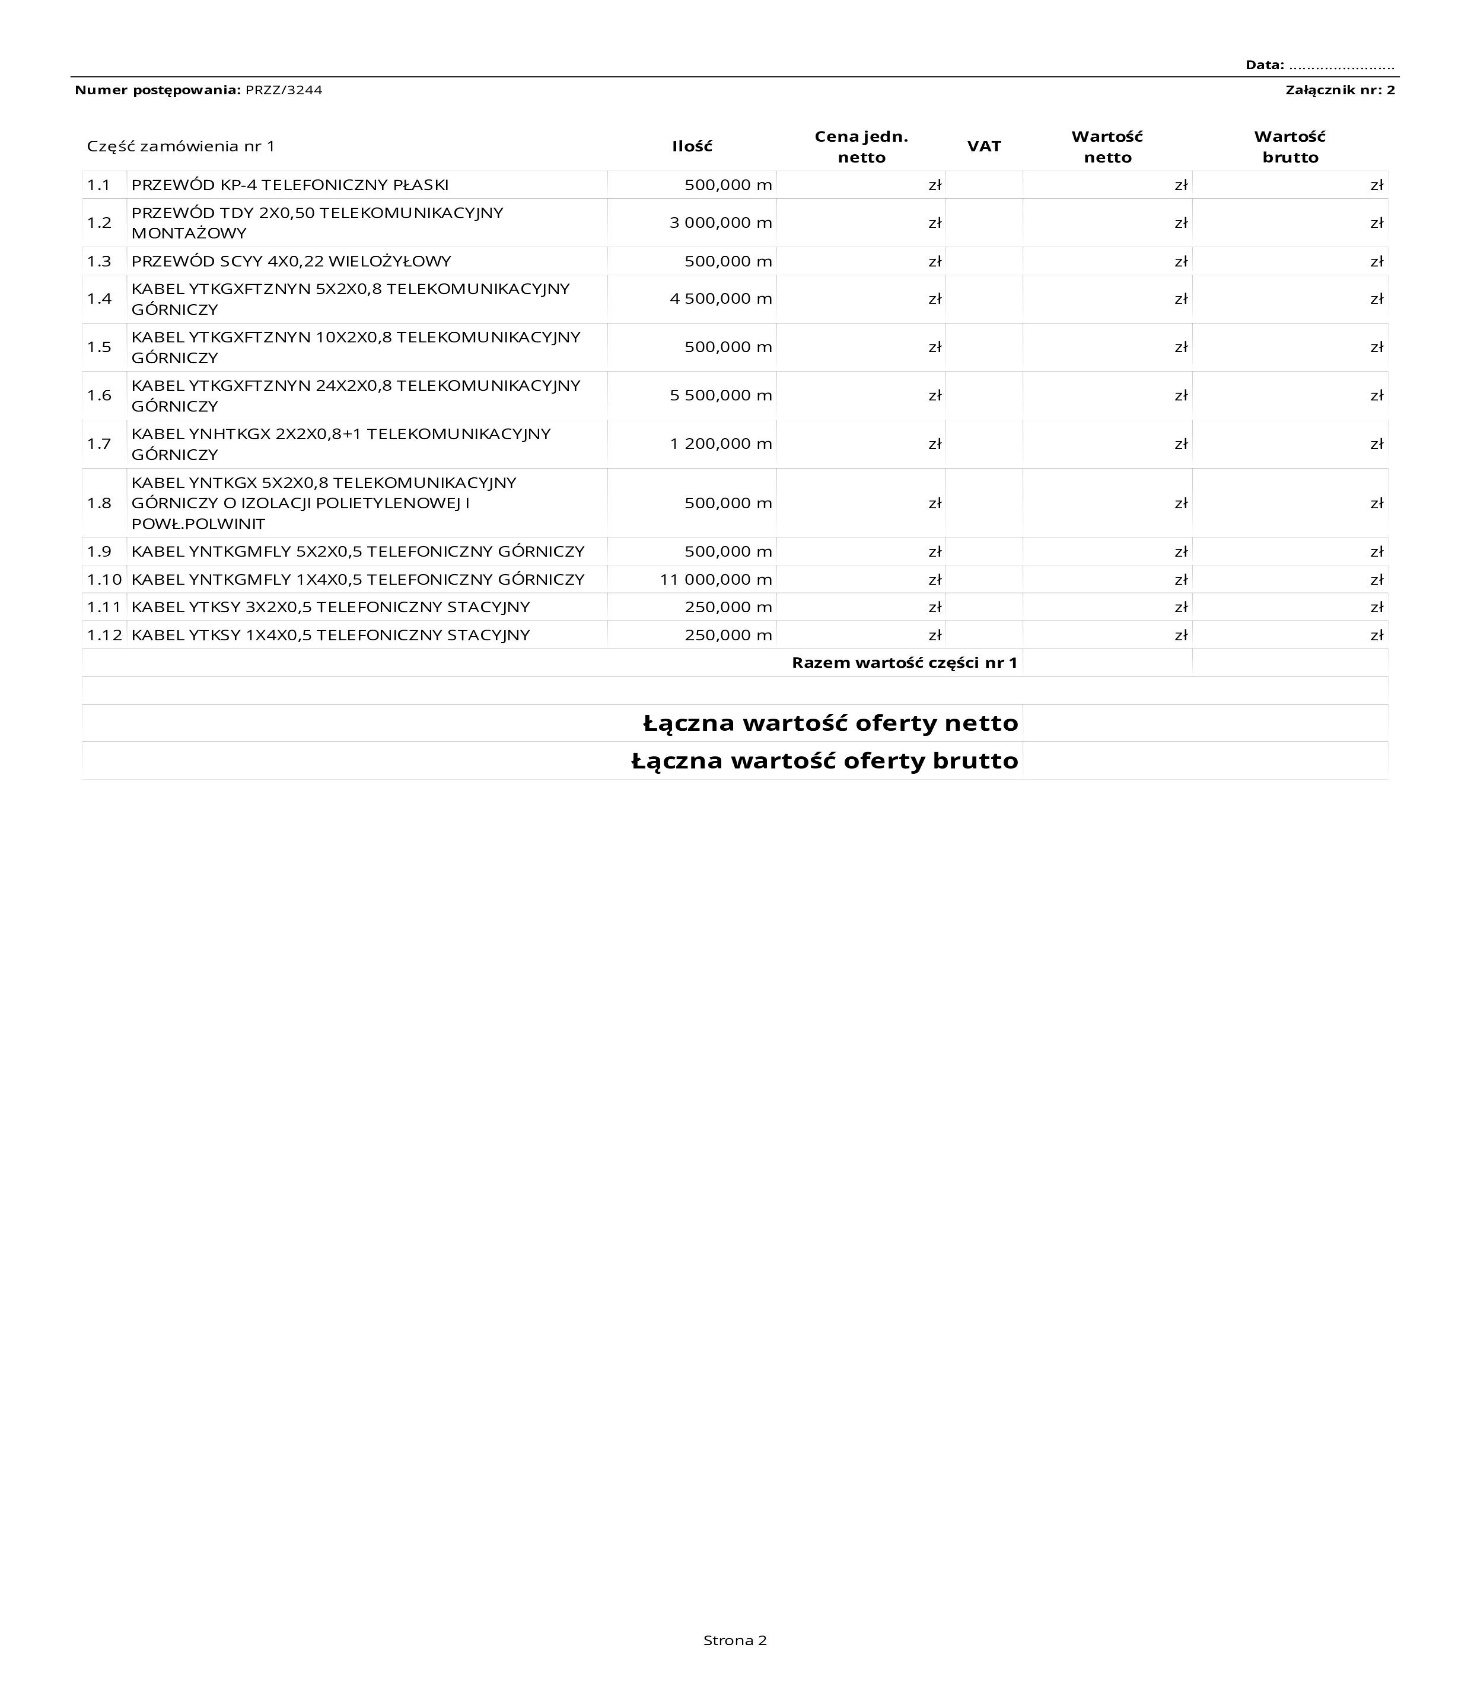 Data: ........................
Numer postępowania: PRZZ/3244 Załącznik nr: 2
Część zamówienia nr 1 Ilość Cena jedn. netto VAT Wartość netto Wartość brutto
1.1 PRZEWÓD KP-4 TELEFONICZNY PŁASKI 500,000 m zł zł zł
1.2 PRZEWÓD TDY 2X0,50 TELEKOMUNIKACYJNY
MONTAŻOWY 3 000,000 m zł zł zł
1.3 PRZEWÓD SCYY 4X0,22 WIELOŻYŁOWY 500,000 m zł zł zł
1.4 KABEL YTKGXFTZNYN 5X2X0,8 TELEKOMUNIKACYJNY
GÓRNICZY 4 500,000 m zł zł zł
1.5 KABEL YTKGXFTZNYN 10X2X0,8 TELEKOMUNIKACYJNY
GÓRNICZY 500,000 m zł zł zł
1.6 KABEL YTKGXFTZNYN 24X2X0,8 TELEKOMUNIKACYJNY
GÓRNICZY 5 500,000 m zł zł zł
1.7 KABEL YNHTKGX 2X2X0,8+1 TELEKOMUNIKACYJNY
GÓRNICZY 1 200,000 m zł zł zł
1.8 KABEL YNTKGX 5X2X0,8 TELEKOMUNIKACYJNY
GÓRNICZY O IZOLACJI POLIETYLENOWEJ I
POWŁ.POLWINIT 500,000 m zł zł zł
1.9 KABEL YNTKGMFLY 5X2X0,5 TELEFONICZNY GÓRNICZY 500,000 m zł zł zł
1.10 KABEL YNTKGMFLY 1X4X0,5 TELEFONICZNY GÓRNICZY 11 000,000 m zł zł zł
1.11 KABEL YTKSY 3X2X0,5 TELEFONICZNY STACYJNY 250,000 m zł zł zł
1.12 KABEL YTKSY 1X4X0,5 TELEFONICZNY STACYJNY 250,000 m zł zł zł
Razem wartość części nr 1
Łączna wartość oferty netto
Łączna wartość oferty brutto
Strona 2